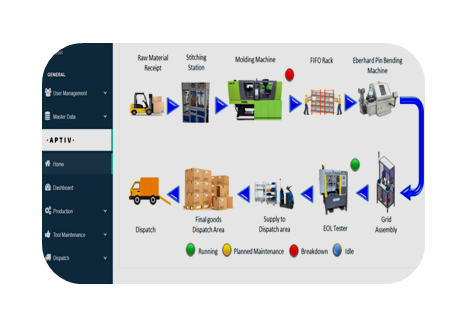 GENERAL
User Management
Master Data
• APTIV •
Home
Dashboard
Production
Tool Maintenance
Dispatch
Raw Material
Receipt
Stitching
Station
Molding Machine
FIFO Rack
Eberhard Pin Bending
Machine
Dispatch
Final goods
Dispatch Area
Supply to
Dispatch area
EOL Tester
Grid
Assembly
Running
Planned Maintenance
Breakdown
Idle